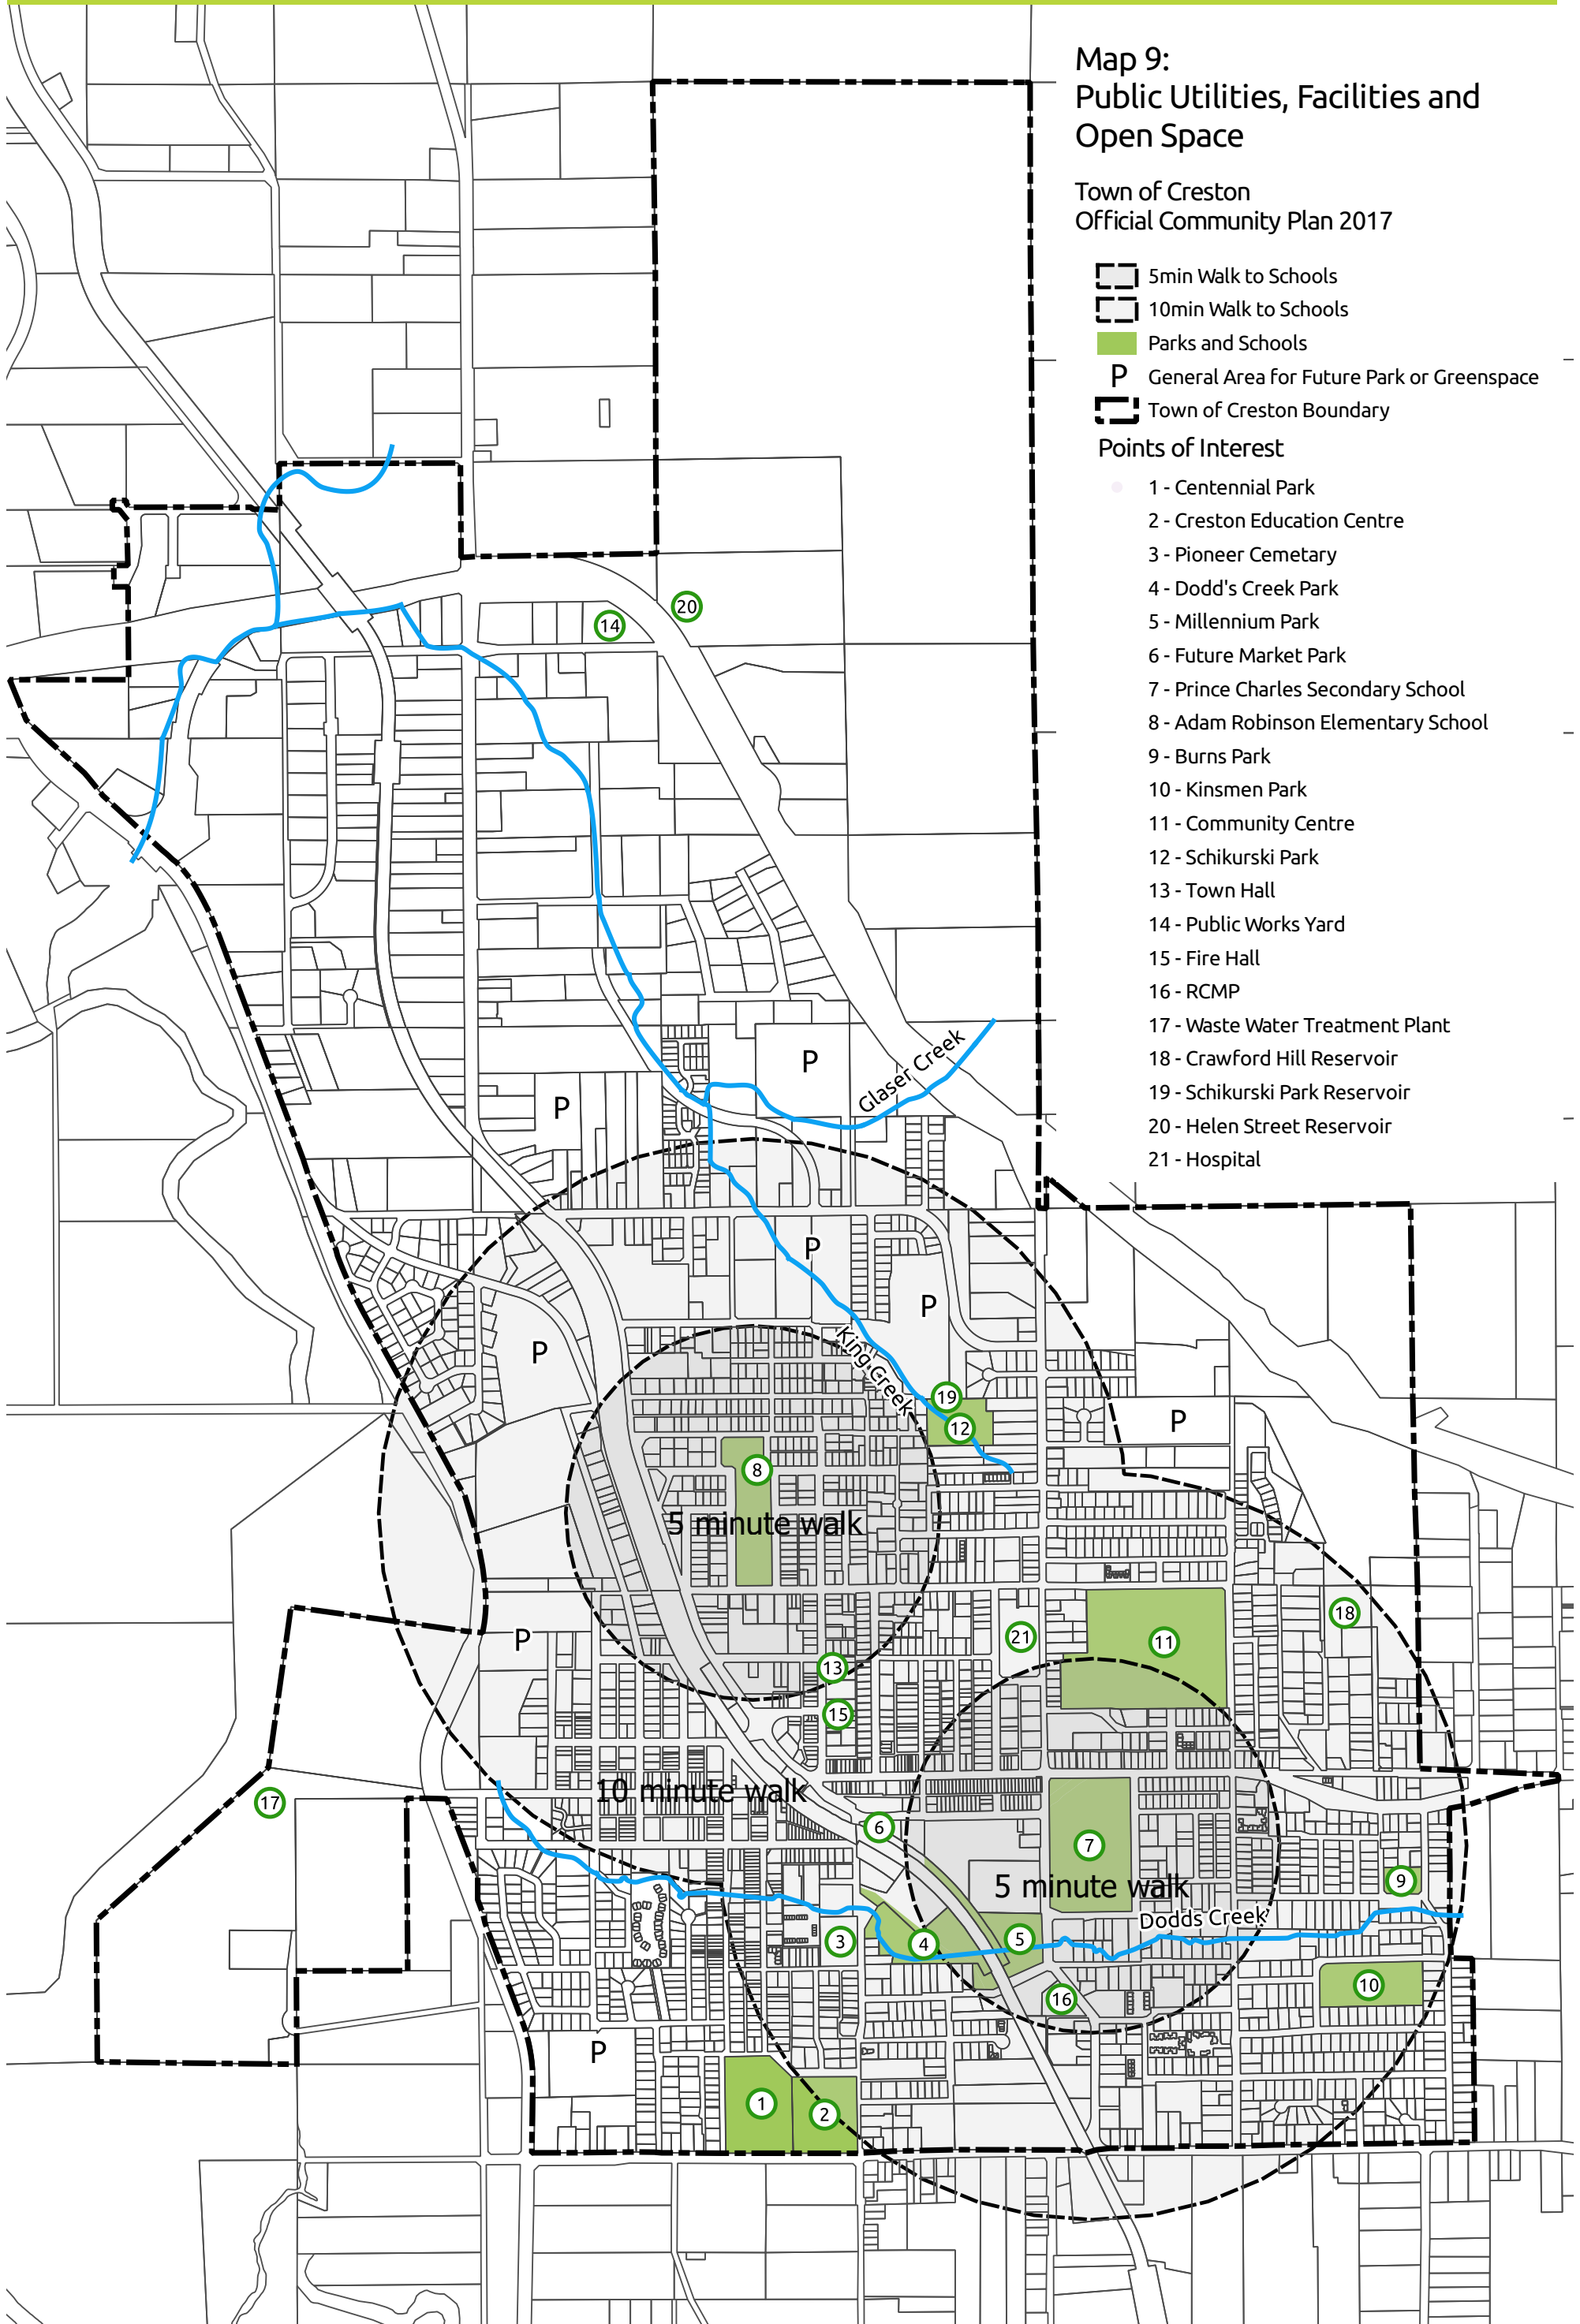 Map 9:
Public Utilities, Facilities and
Open Space
Town of Creston
Official Community Plan 2017
5min Walk to Schools
10min Walk to Schools
Parks and Schools
P General Area for Future Park or Greenspace
Town of Creston Boundary
Points of Interest
1 - Centennial Park
2 - Creston Education Centre
3 - Pioneer Cemetary
4 - Dodd's Creek Park
5 - Millennium Park
6 - Future Market Park
7 - Prince Charles Secondary School
8 - Adam Robinson Elementary School
9 - Burns Park
10 - Kinsmen Park
11 - Community Centre
12 - Schikurski Park
13 - Town Hall
14 - Public Works Yard
15 - Fire Hall
16 - RCMP
17 - Waste Water Treatment Plant
18 - Crawford Hill Reservoir
19 - Schikurski Park Reservoir
20 - Helen Street Reservoir
21 - Hospital
20
14
P
Glaser Creek
P
P
P
King Creek
P
19
P
12
8
5 minute walk
18
21
11
P
13
15
10 minute walk
17
6
7
9
5 minute walk
Dodds Creek
3
4
5
10
16
P
1
2